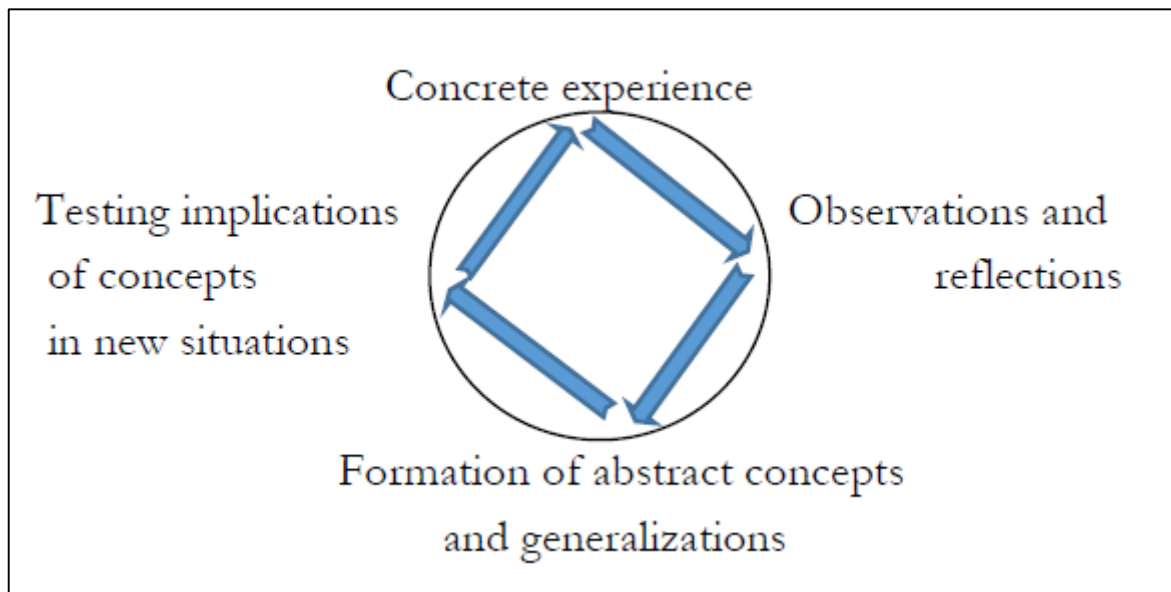 Concrete experience
Testing implications
of concepts
in new situations
Observations and
reflections
Formation of abstract concepts
and generalizations